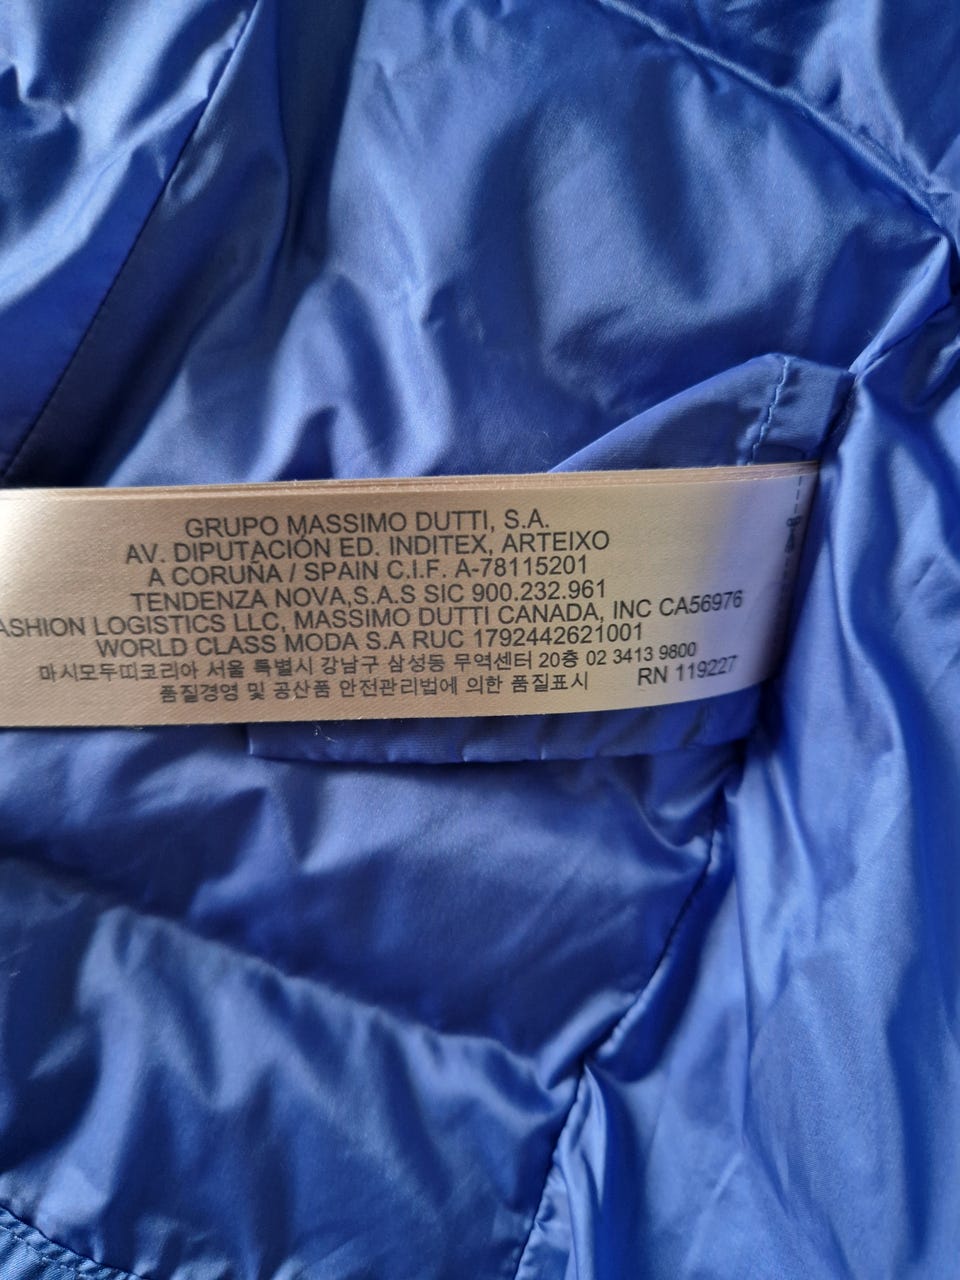 GRUPO MASSIMO DUTTI, S.A.
AV. DIPUTACIÓN ED. INDITEX, ARTEIXO
A CORUÑA / SPAIN C.I.F. A-78115201
TENDENZA NOVA,S.A.S SIC 900.232.961
ASHION LOGISTICS LLC, MASSIMO DUTTI CANADA, INC CA56976
WORLD CLASS MODA S.A RUC 1792442621001
마시모두띠코리아 서울 특별시 강남구 삼성동 무역센터 20층 02 3413 9800
품질경영 및 공산품 안전관리법에 의한 품질표시 RN 119227